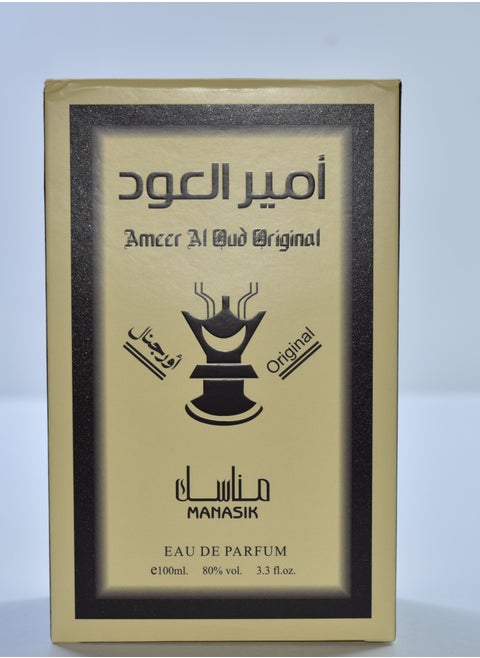 أمير العود
Ameer Al Oud Original
أورجينال
Original
مناسك
MANASIK
EAU DE PARFUM
e100ml. 80% vol. 3.3 fl.oz.